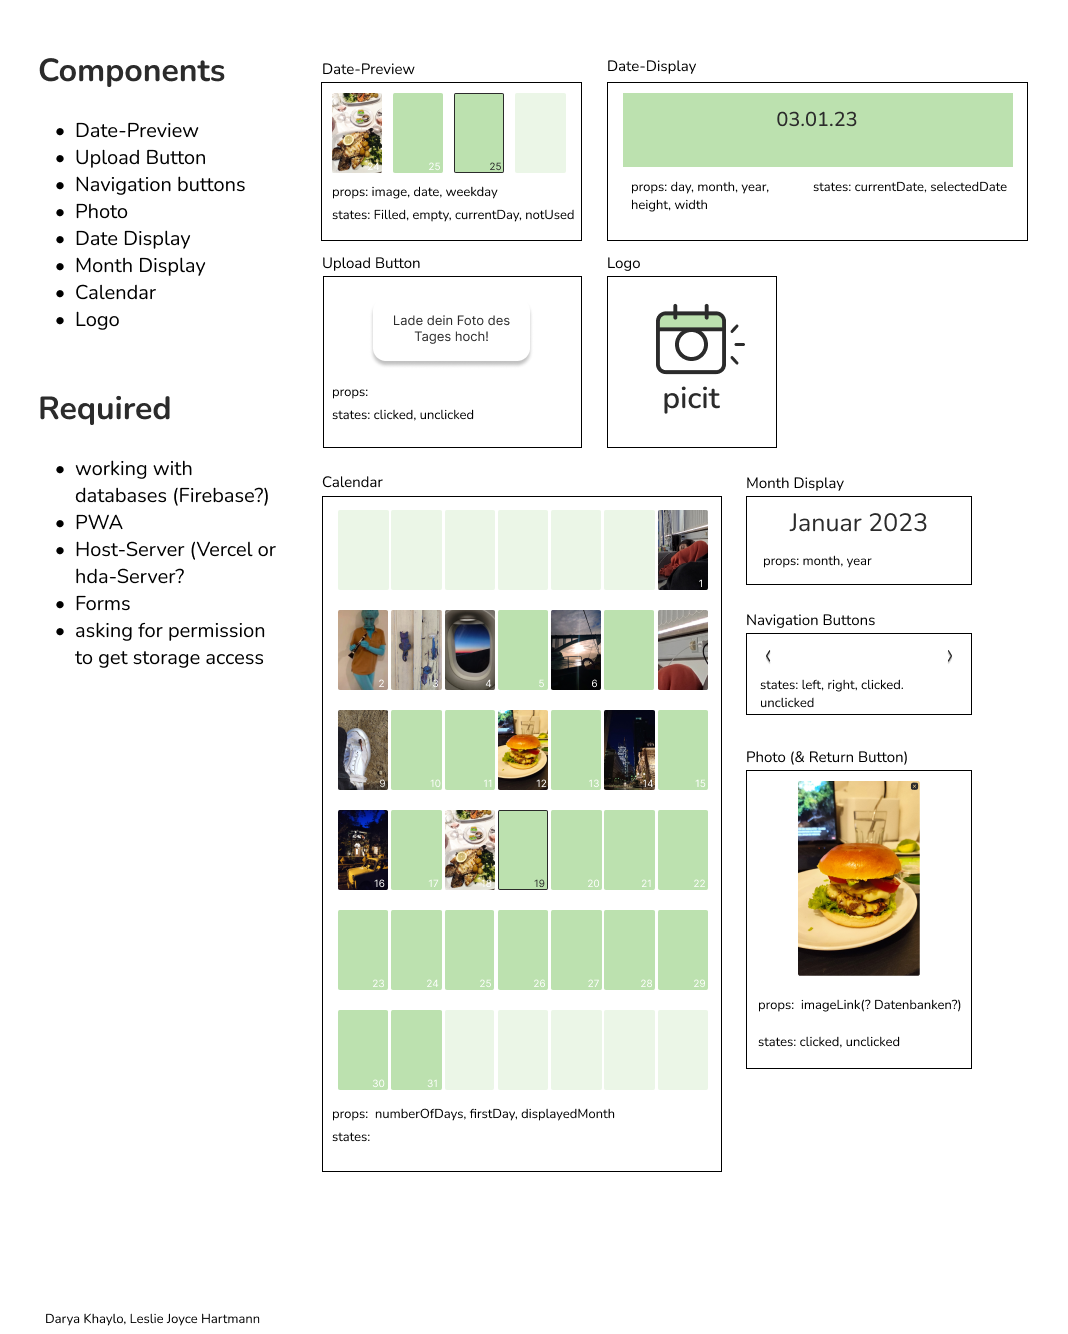 Components
• Date-Preview
• Upload Button
• Navigation buttons
• Photo
• Date Display
• Month Display
• Calendar
• Logo
Required
• working with
databases (Firebase?)
• PWA
• Host-Server (Vercel or
hda-Server?
• Forms
• asking for permission
to get storage access
Date-Preview
25
25
props: image, date, weekday
states: Filled, empty, currentDay, notUsed
Date-Display
03.01.23
props: day, month, year,
height, width
states: currentDate, selectedDate
Upload Button
Lade dein Foto des
Tages hoch!
props:
states: clicked, unclicked
Logo
picit
Calendar
1
2 3 4 5 6
9 10 11 12 13 14 15
16 17 18 19 20 21 22
23 24 25 26 27 28 29
30 31
props: numberOfDays, firstDay, displayedMonth
states:
Month Display
Januar 2023
props: month, year
Navigation Buttons
‹ ›
states: left, right, clicked.
unclicked
Photo (& Return Button)
props: imageLink(? Datenbanken?)
states: clicked, unclicked
Darya Khaylo, Leslie Joyce Hartmann